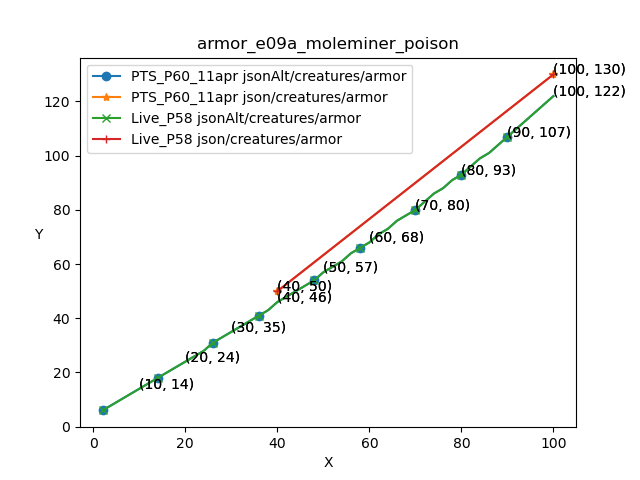 armor_e09a_moleminer_poison
PTS_P60_11apr jsonAlt/creatures/armor
PTS_P60_11apr json/creatures/armor
Live_P58 jsonAlt/creatures/armor
Live_P58 json/creatures/armor
(100, 130)
(100, 122)
(90, 107)
(80, 93)
(70, 80)
(60, 68)
(50, 57)
(40, 50)
(40, 46)
(30, 35)
(20, 24)
(10, 14)
Y
120
100
80
60
40
20
0
0 20 40 60 80 100
X